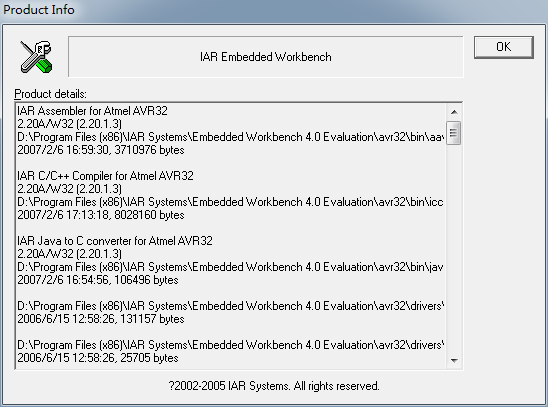 Product Info
IAR Embedded Workbench
OK
Product details:
IAR Assembler for Atmel AVR32
2.20A/W32 (2.20.1.3)
D:\Program Files (x86)\IAR Systems\Embedded Workbench 4.0 Evaluation\avr32\bin\aa
2007/2/6 16:59:30, 3710976 bytes
IAR C/C++ Compiler for Atmel AVR32
2.20A/W32 (2.20.1.3)
D:\Program Files (x86)\IAR Systems\Embedded Workbench 4.0 Evaluation\avr32\bin\icc
2007/2/6 17:13:18, 8028160 bytes
IAR Java to C converter for Atmel AVR32
2.20A/W32 (2.20.1.3)
D:\Program Files (x86)\IAR Systems\Embedded Workbench 4.0 Evaluation\avr32\bin\jav
2007/2/6 16:54:56, 106496 bytes
D:\Program Files (x86)\IAR Systems\Embedded Workbench 4.0 Evaluation\avr32\drivers\
2006/6/15 12:58:26, 131157 bytes
D:\Program Files (x86)\IAR Systems\Embedded Workbench 4.0 Evaluation\avr32\drivers\
2006/6/15 12:58:26, 25705 bytes
?2002-2005 IAR Systems. All rights reserved.